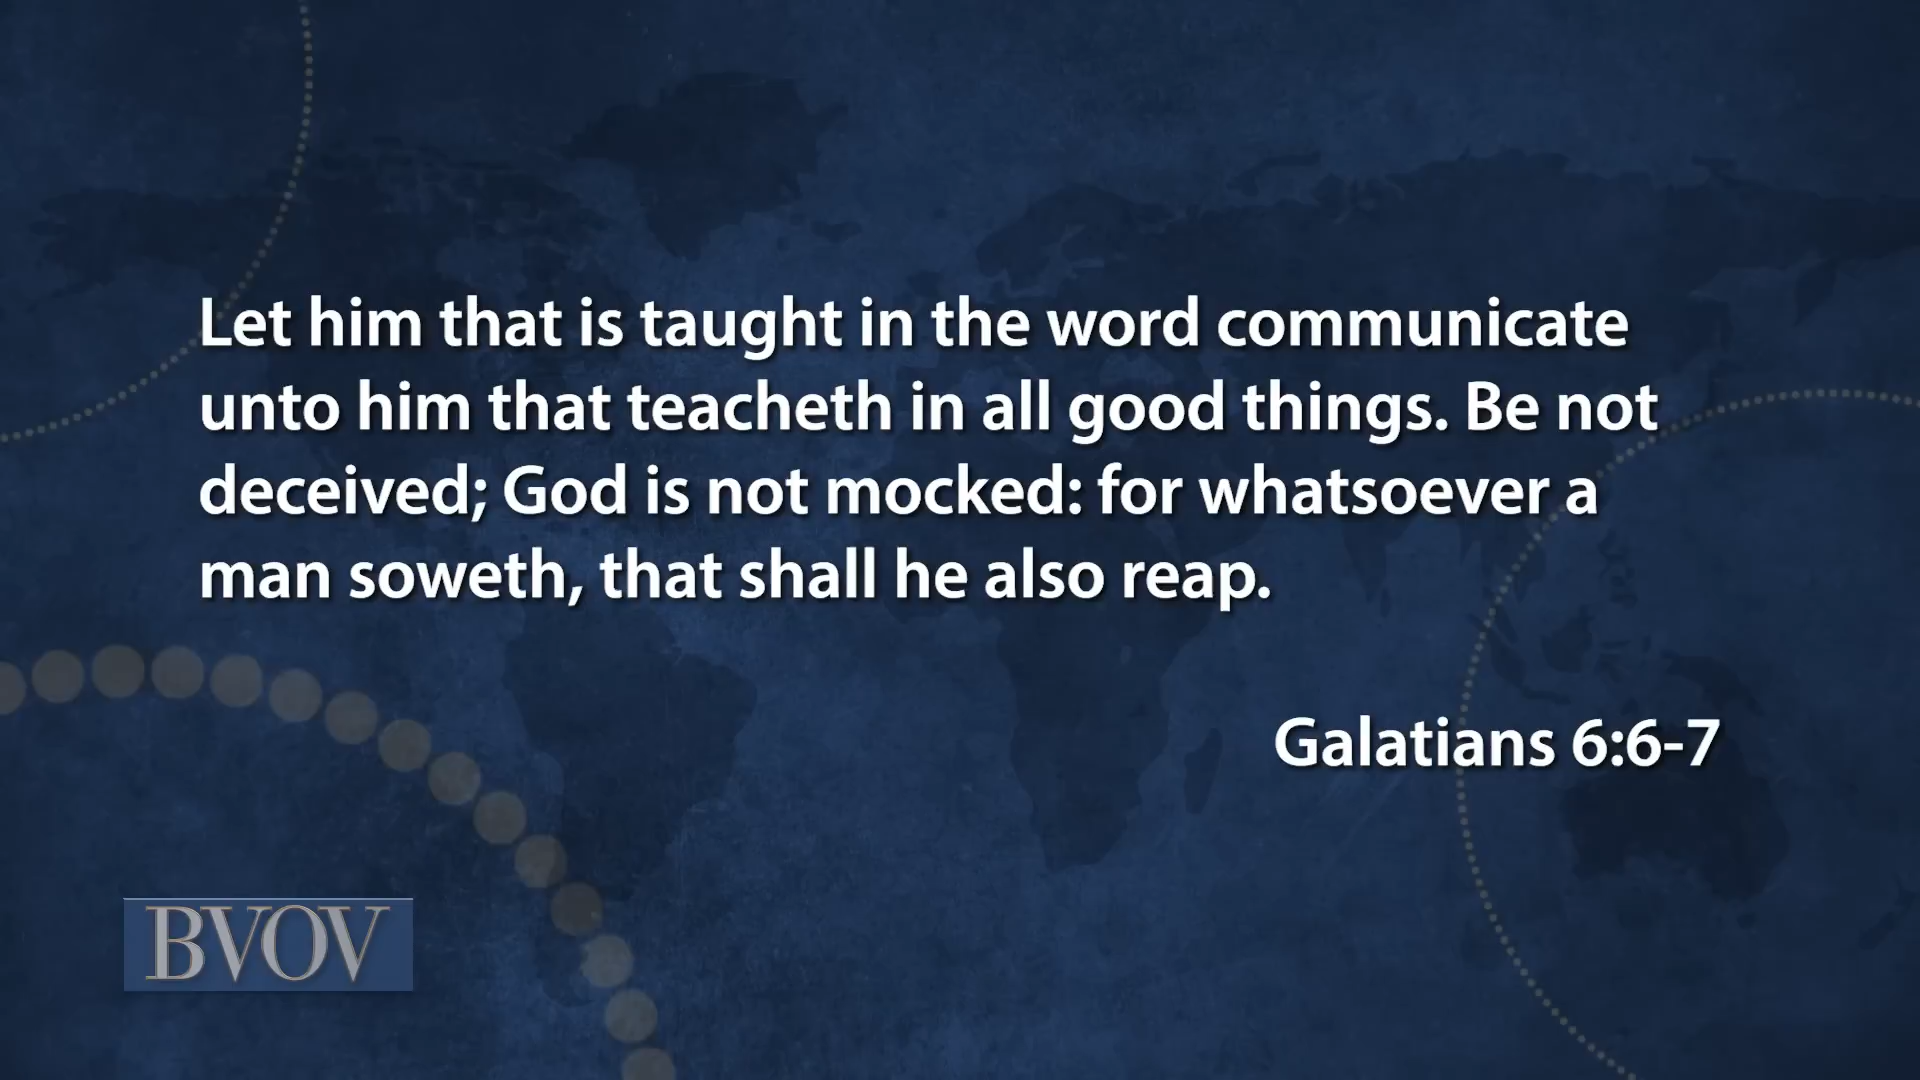 Let him that is taught in the word communicate
unto him that teacheth in all good things. Be not
deceived; God is not mocked: for whatsoever a
man soweth, that shall he also reap.
Galatians 6:6-7
BVOV